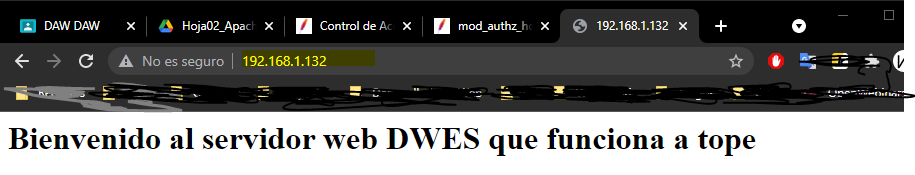 DAW DAW
Hoja02_Apach
Control de Ac
mod_authz_ho
192.168.1.132
No es seguro
192.168.1.132
Bienvenido al servidor web DWES que funciona a tope